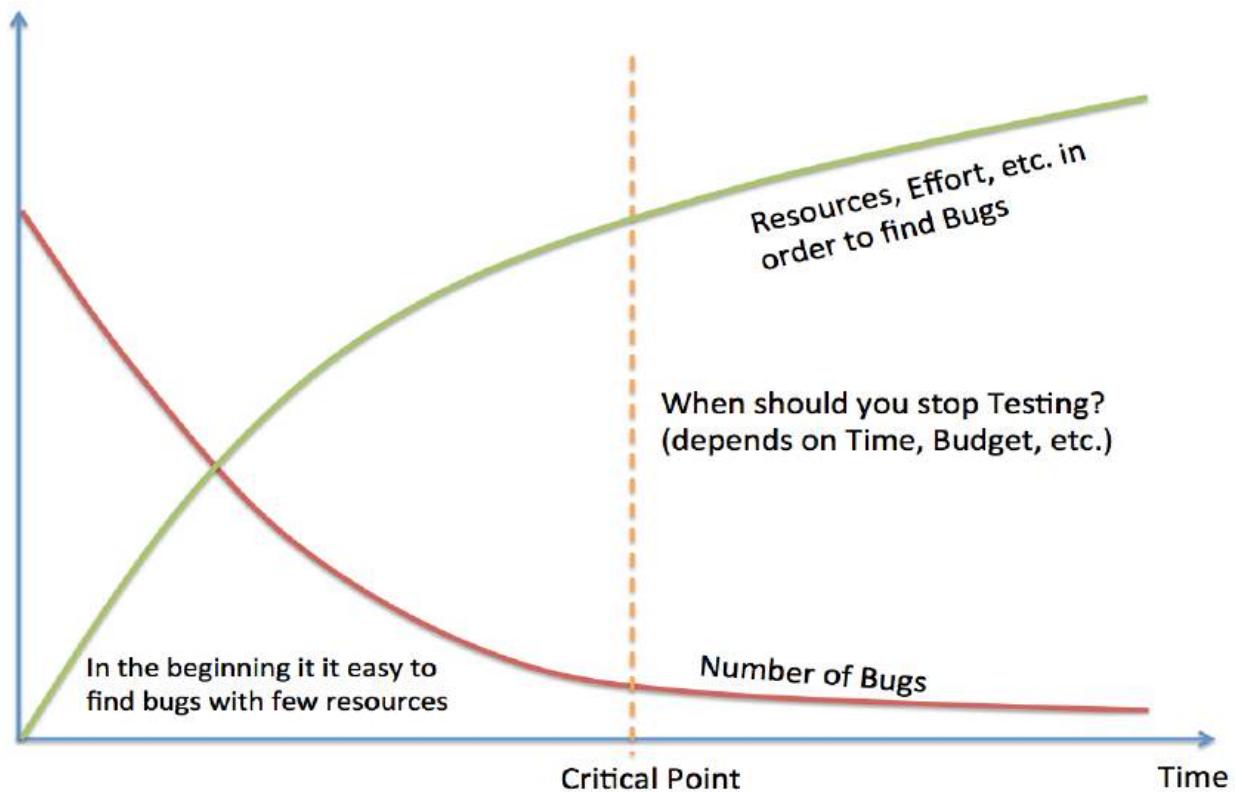 Resources, Effort, etc. in
order to find Bugs
When should you stop Testing?
(depends on Time, Budget, etc.)
In the beginning it it easy to
find bugs with few resources
Number of Bugs
Critical Point
Time